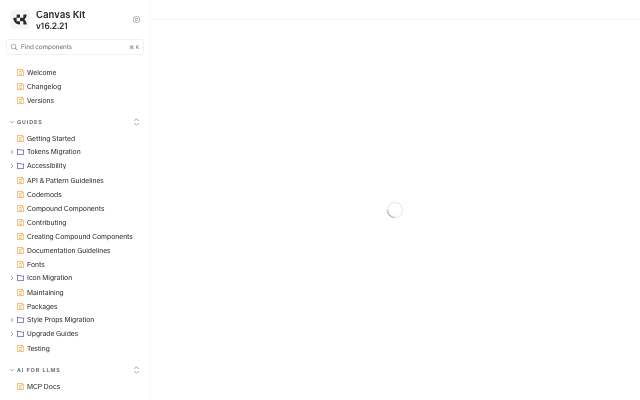 Canvas Kit
v16.2.21
Find components
⌘ K
Welcome
Changelog
Versions
GUIDES
Getting Started
Tokens Migration
Accessibility
API & Pattern Guidelines
Codemods
Compound Components
Contributing
Creating Compound Components
Documentation Guidelines
Fonts
Icon Migration
Maintaining
Packages
Style Props Migration
Upgrade Guides
Testing
AI FOR LLMS
MCP Docs